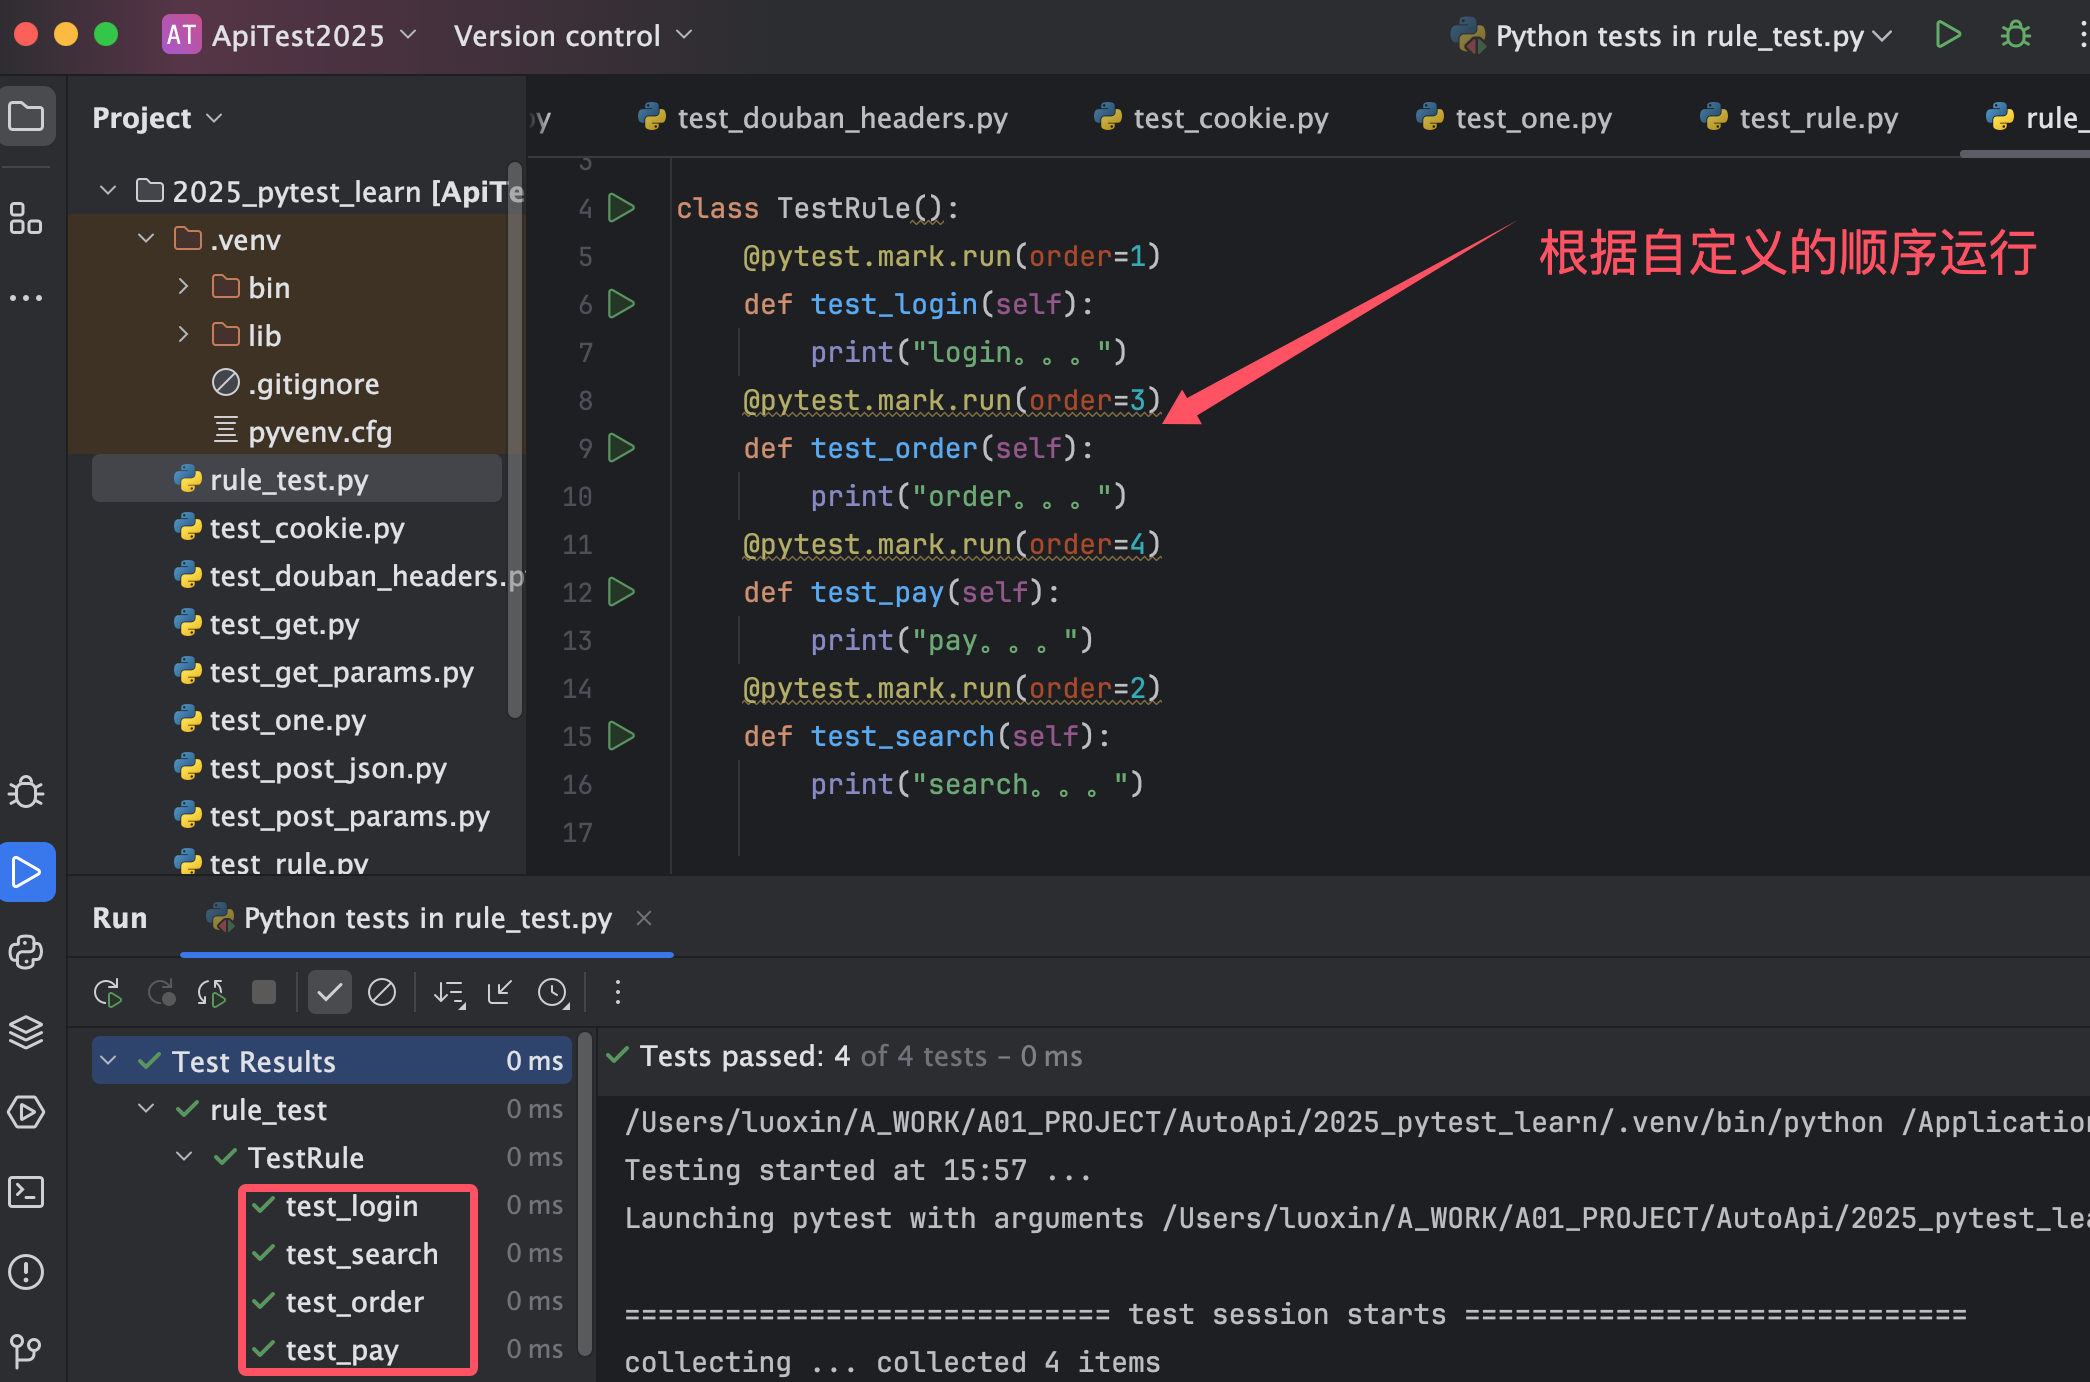 AT ApiTest2025 Version control Python tests in rule_test.py
Project
py test_douban_headers.py test_cookie.py test_one.py test_rule.py rule_
2025_pytest_learn [ApiTe
.venv
bin
lib
.gitignore
pyvenv.cfg
rule_test.py
test_cookie.py
test_douban_headers.p
test_get.py
test_get_params.py
test_one.py
test_post_json.py
test_post_params.py
test_rule.py
3
4 class TestRule():
5 @pytest.mark.run(order=1)
6 def test_login(self):
7 print("login。。。")
8 @pytest.mark.run(order=3)
9 def test_order(self):
10 print("order。。。")
11 @pytest.mark.run(order=4)
12 def test_pay(self):
13 print("pay。。。")
14 @pytest.mark.run(order=2)
15 def test_search(self):
16 print("search。。。")
17
根据自定义的顺序运行
Run Python tests in rule_test.py
Test Results 0 ms
rule_test 0 ms
TestRule 0 ms
test_login 0 ms
test_search 0 ms
test_order 0 ms
test_pay 0 ms
Tests passed: 4 of 4 tests – 0 ms
/Users/luoxin/A_WORK/A01_PROJECT/AutoApi/2025_pytest_learn/.venv/bin/python /Application
Testing started at 15:57 ...
Launching pytest with arguments /Users/luoxin/A_WORK/A01_PROJECT/AutoApi/2025_pytest_lea
============================= test session starts ==============================
collecting ... collected 4 items